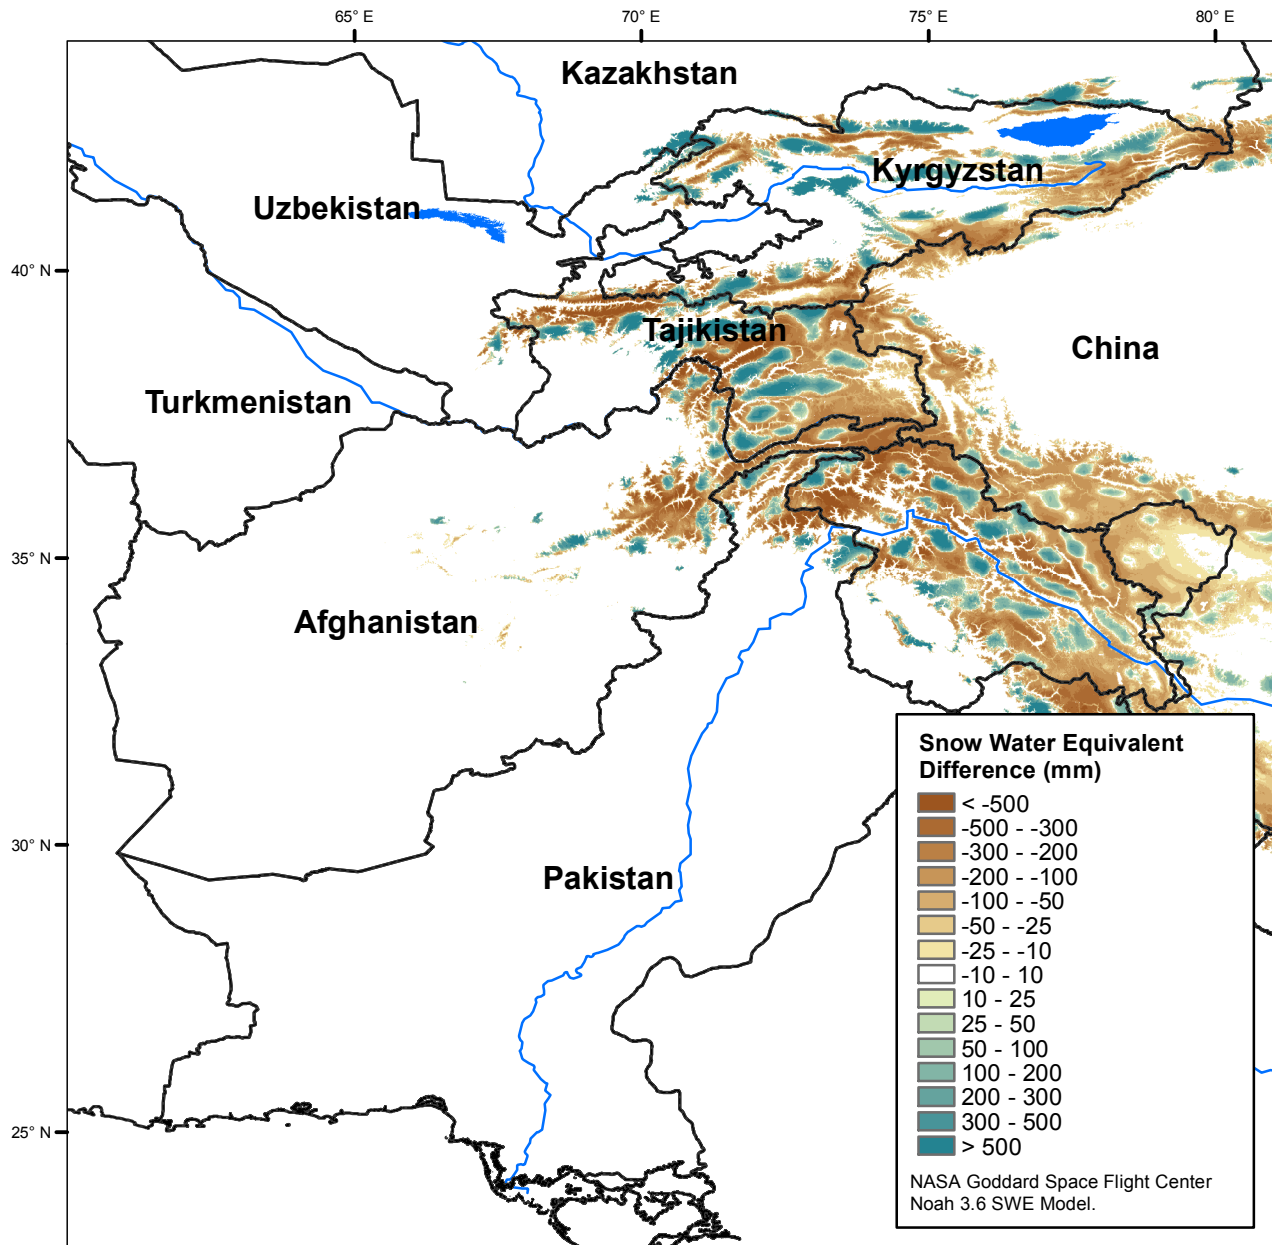 65° E
70° E
75° E
80° E
Kazakhstan
Kyrgyzstan
Uzbekistan
40° N
Tajikistan
China
Turkmenistan
35° N
Afghanistan
30° N
Pakistan
25° N
Snow Water Equivalent
Difference (mm)
< -500
-500 - -300
-300 - -200
-200 - -100
-100 - -50
-50 - -25
-25 - -10
-10 - 10
10 - 25
25 - 50
50 - 100
100 - 200
200 - 300
300 - 500
> 500
NASA Goddard Space Flight Center
Noah 3.6 SWE Model.